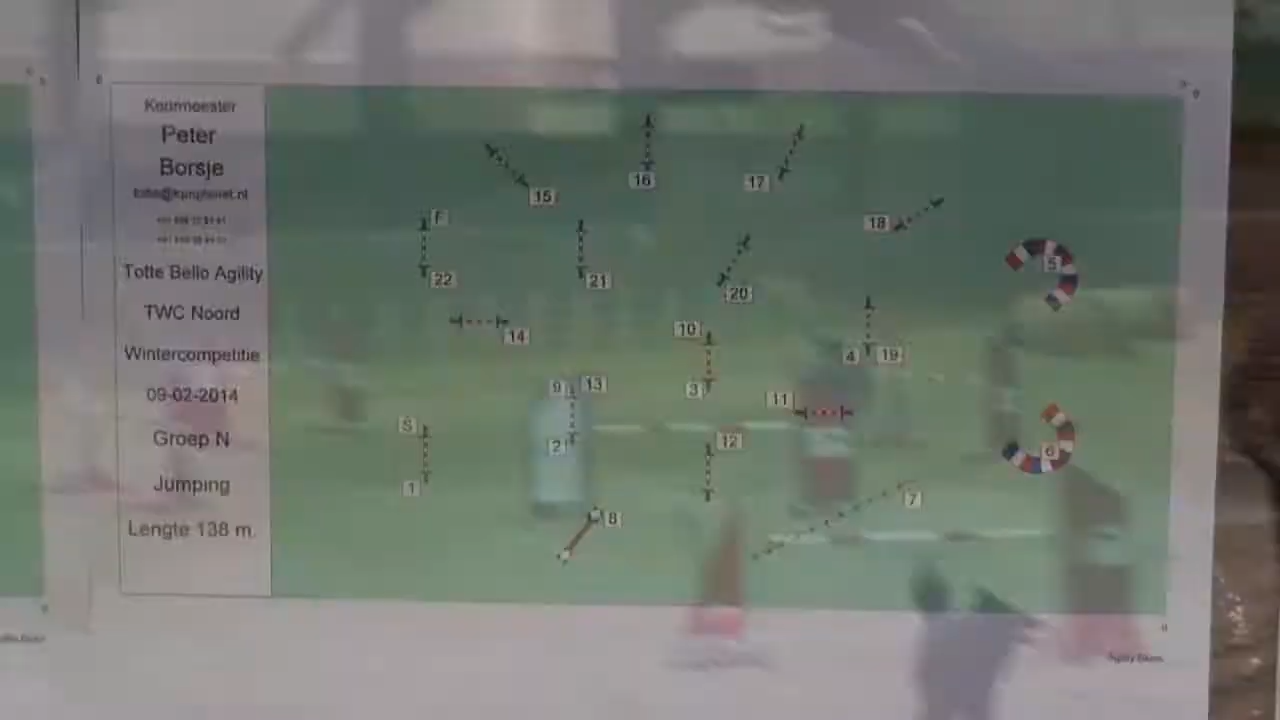 Keurmeester
Peter
Borsje
Totte Bello Agility
TWC Noord
Wintercompetitie
09-02-2014
Groep N
Jumping
Lengte 138 m.
15
16
17
18
F
22
21
20
5
14
10
3
4 19
9 13
2
11
S
1
12
6
7
8